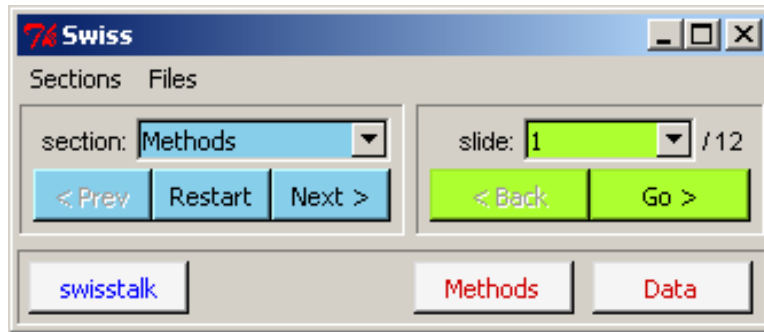 Swiss
Sections Files
section: Methods slide: 1 / 12
< Prev Restart Next > < Back Go >
swisstalk Methods Data